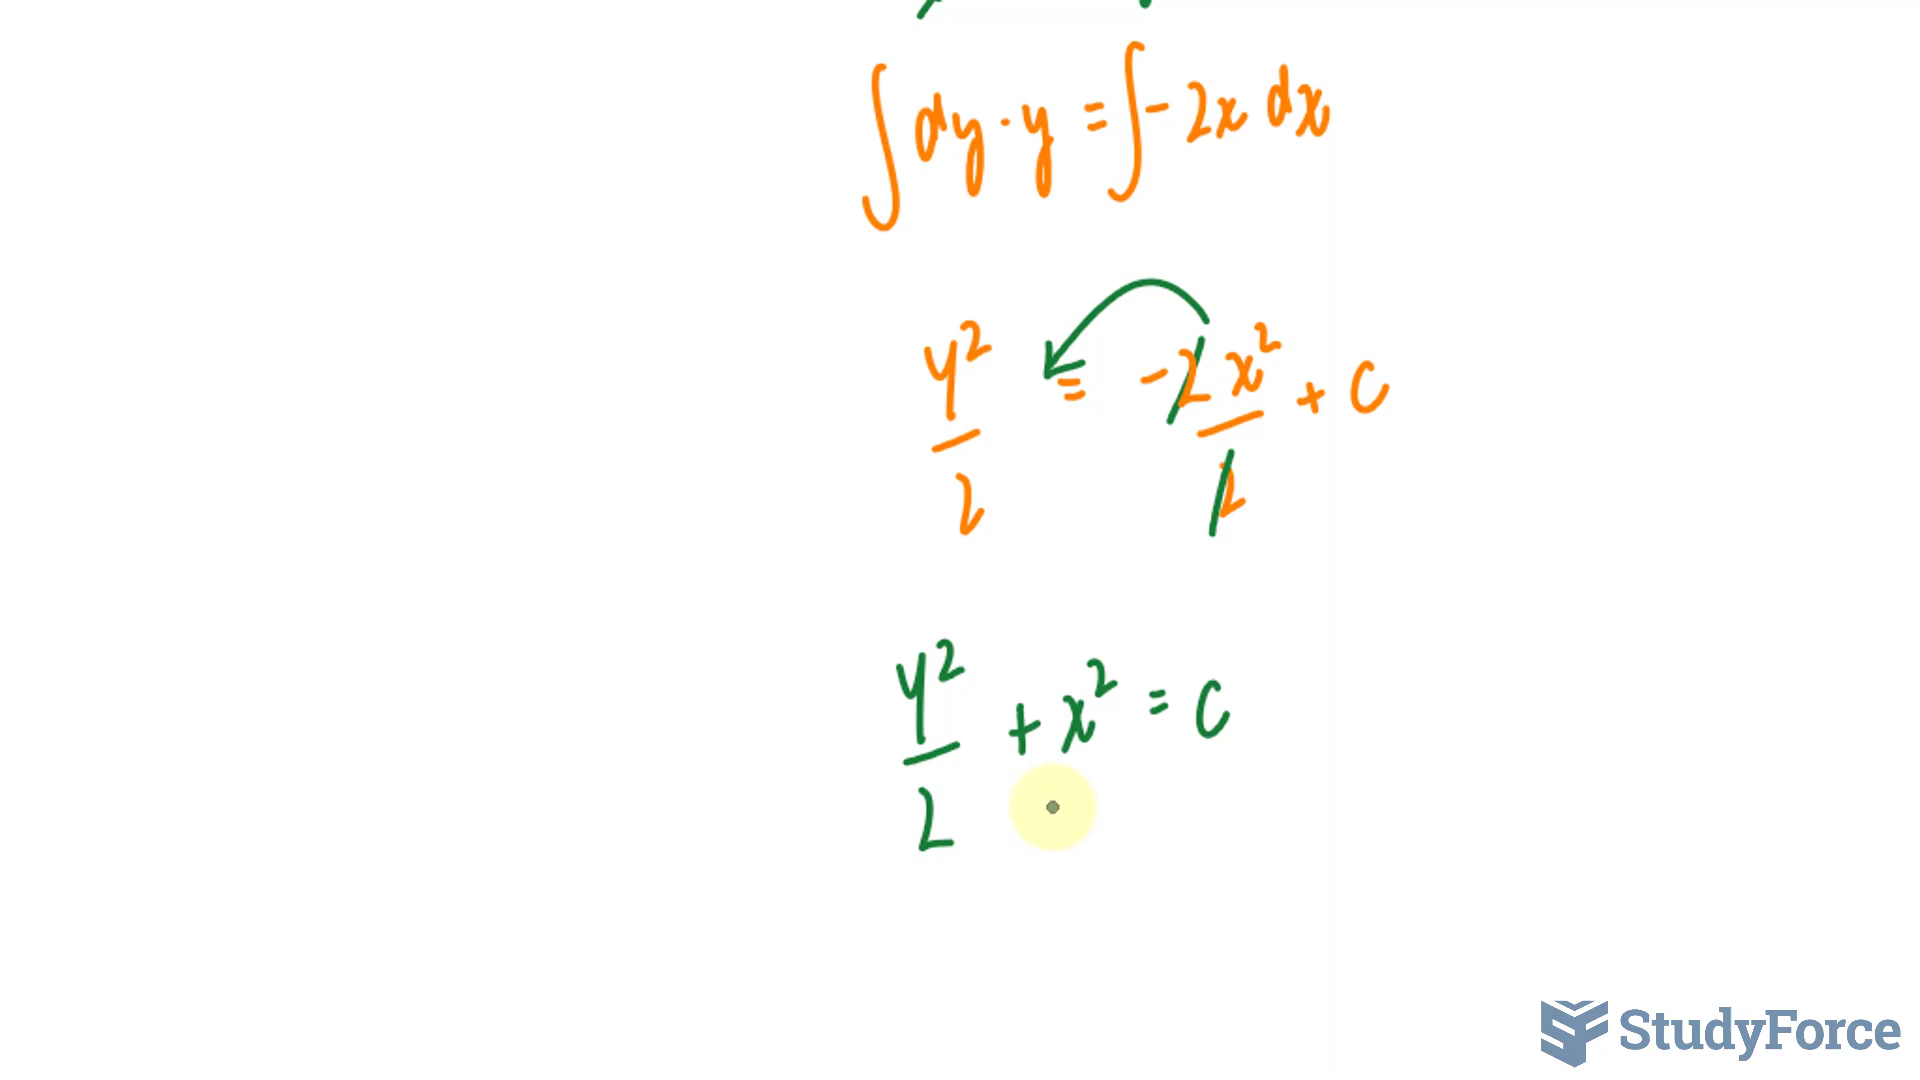 ∫ dy · y = ∫ - 2x dx
y² / 2 = -2x² / 2 + C
y² / 2 + x² = C
StudyForce